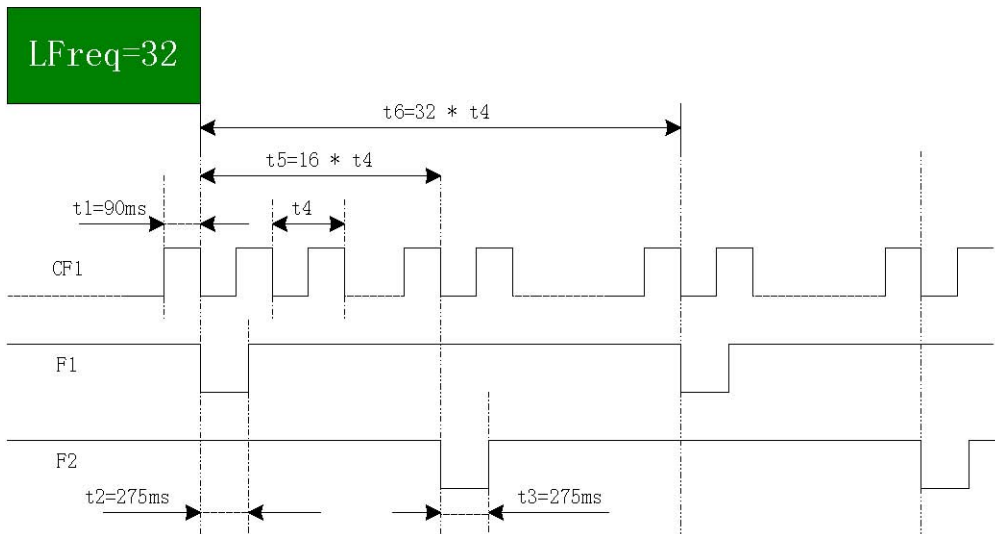 LFreq=32
t6=32 * t4
t5=16 * t4
t1=90ms
t4
CF1
F1
F2
t2=275ms
t3=275ms